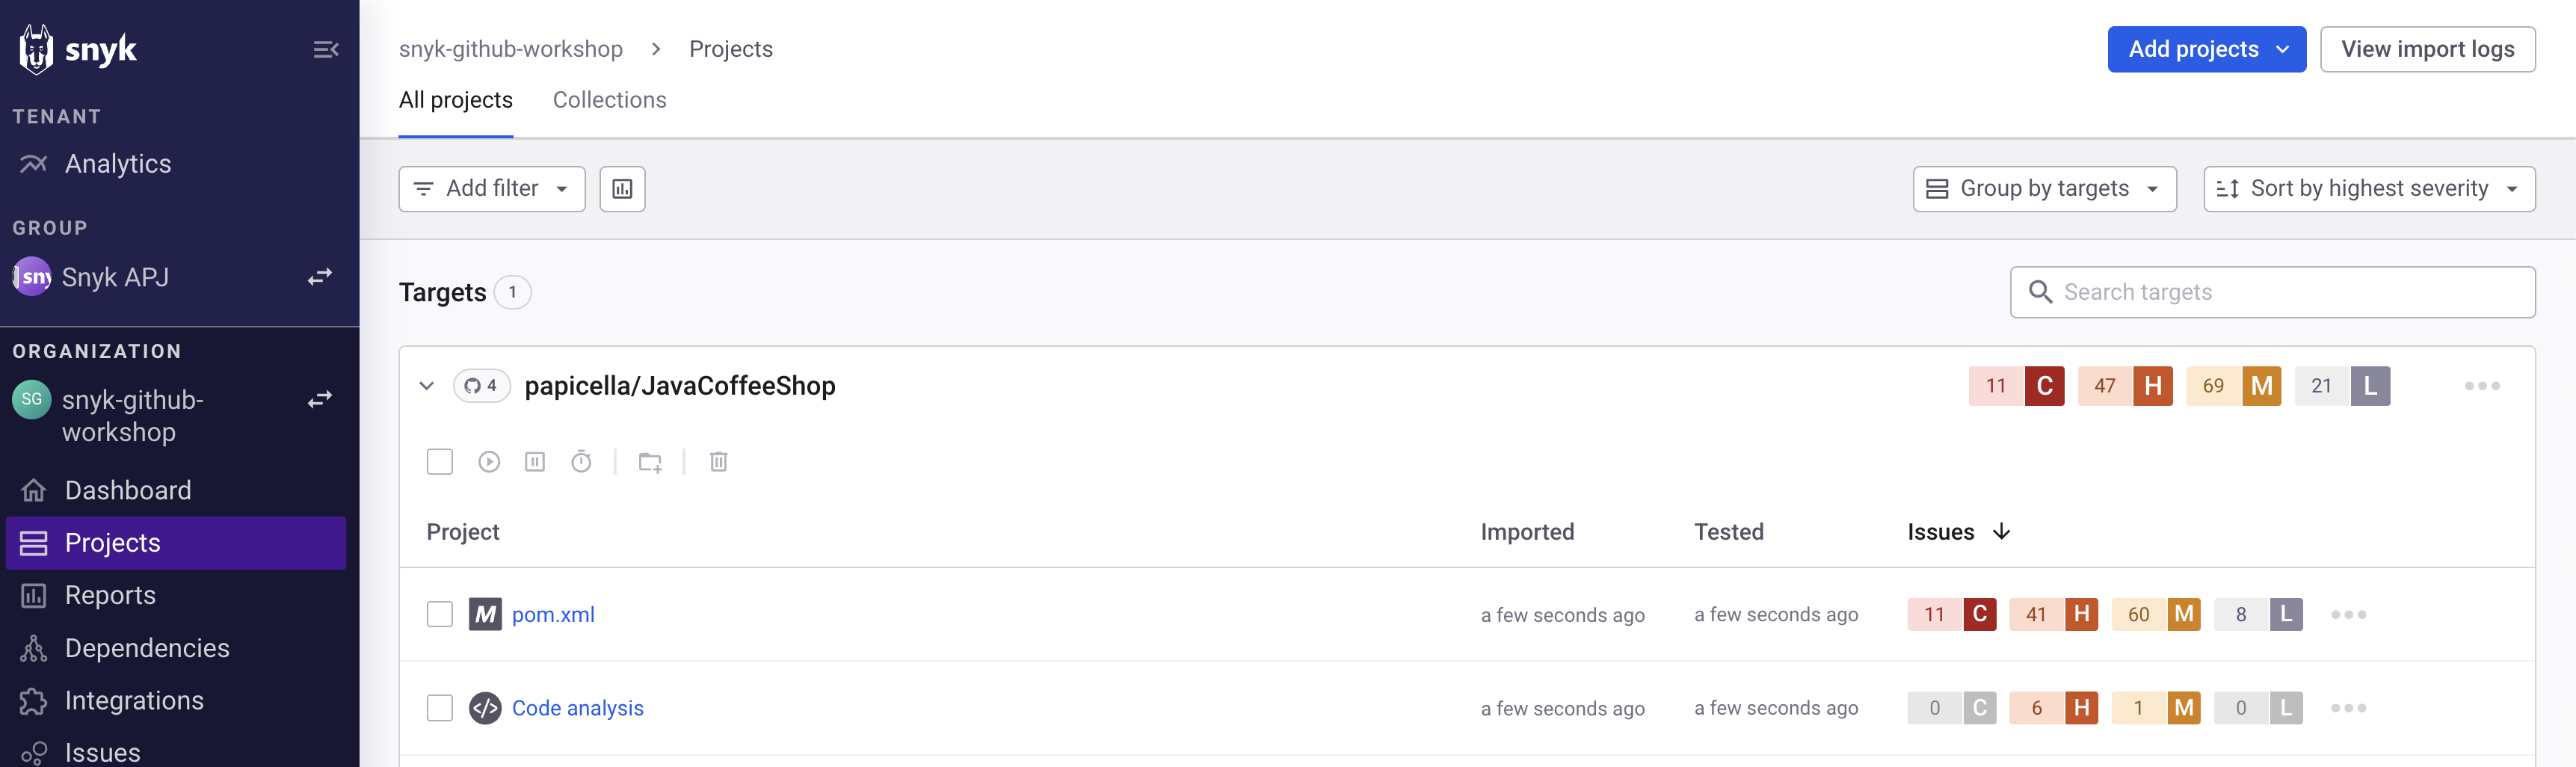 snyk
TENANT
Analytics
GROUP
sny
Snyk APJ
ORGANIZATION
SG
snyk-github-
workshop
Dashboard
Projects
Reports
Dependencies
Integrations
Issues
snyk-github-workshop > Projects
Add projects
View import logs
All projects
Collections
Add filter
Group by targets
Sort by highest severity
Targets 1
Search targets
4 papicella/JavaCoffeeShop
11 C 47 H 69 M 21 L
Project Imported Tested Issues
M pom.xml a few seconds ago a few seconds ago 11 C 41 H 60 M 8 L
</> Code analysis a few seconds ago a few seconds ago 0 C 6 H 1 M 0 L